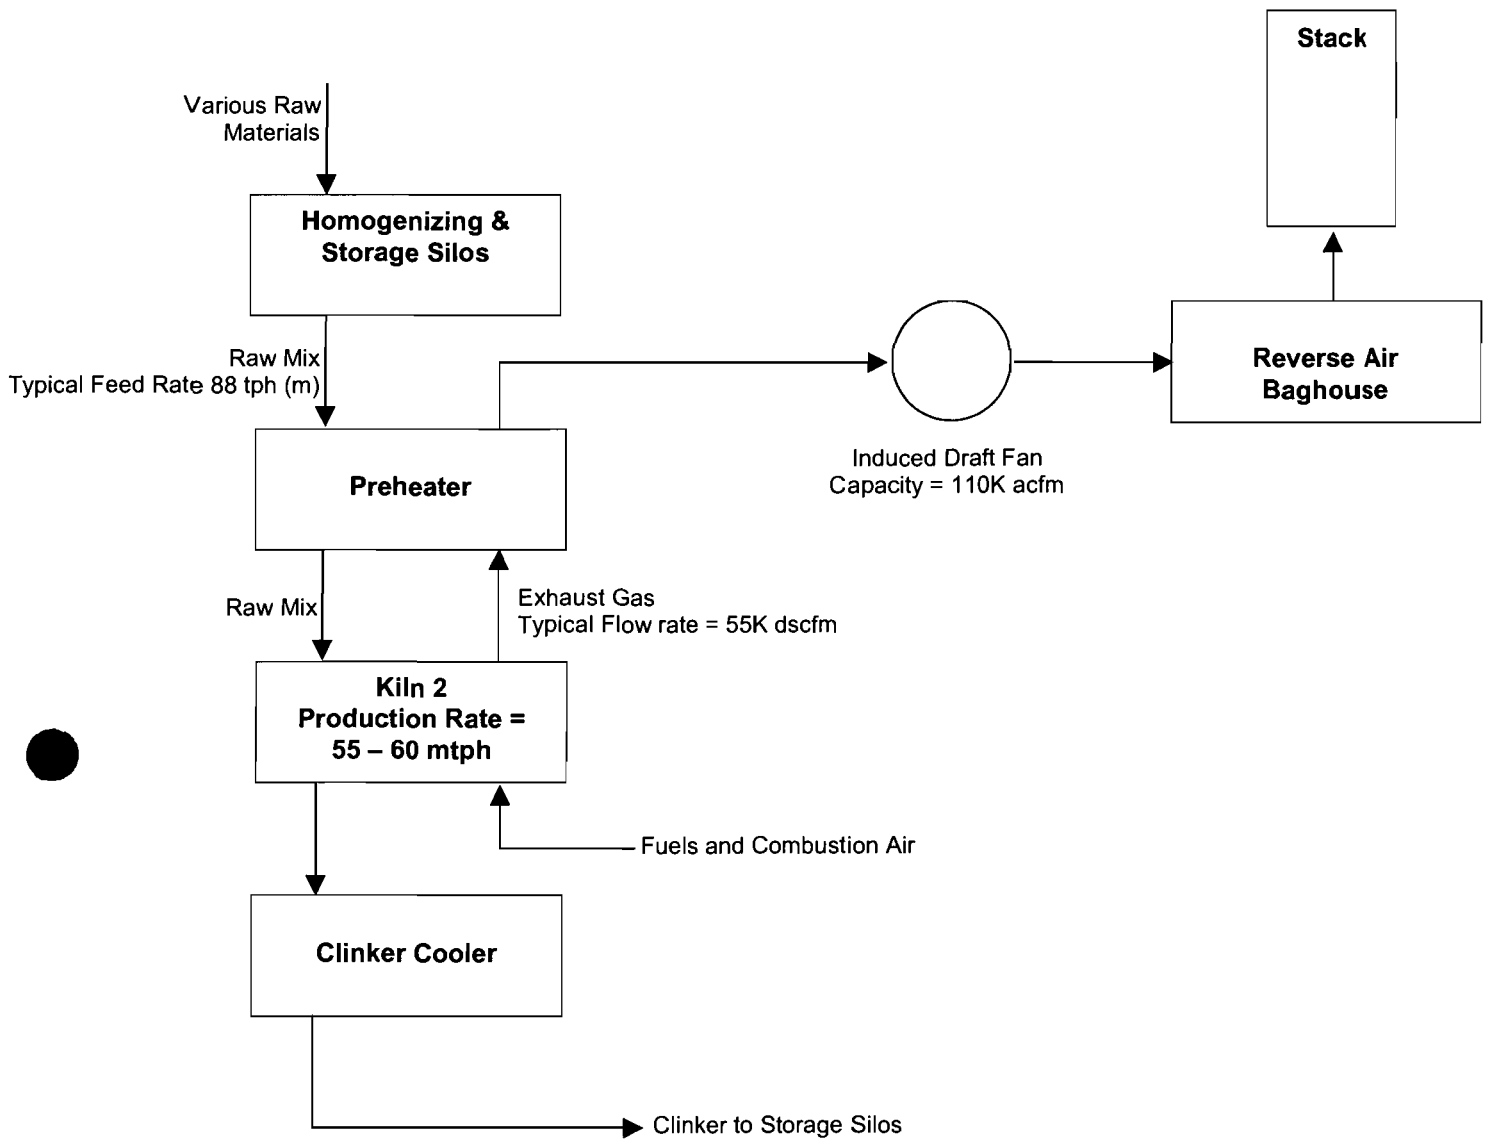 Stack
Various Raw
Materials
Homogenizing &
Storage Silos
Raw Mix
Typical Feed Rate 88 tph (m)
Reverse Air
Baghouse
Induced Draft Fan
Capacity = 110K acfm
Preheater
Raw Mix
Exhaust Gas
Typical Flow rate = 55K dscfm
Kiln 2
Production Rate =
55 – 60 mtph
Fuels and Combustion Air
Clinker Cooler
Clinker to Storage Silos